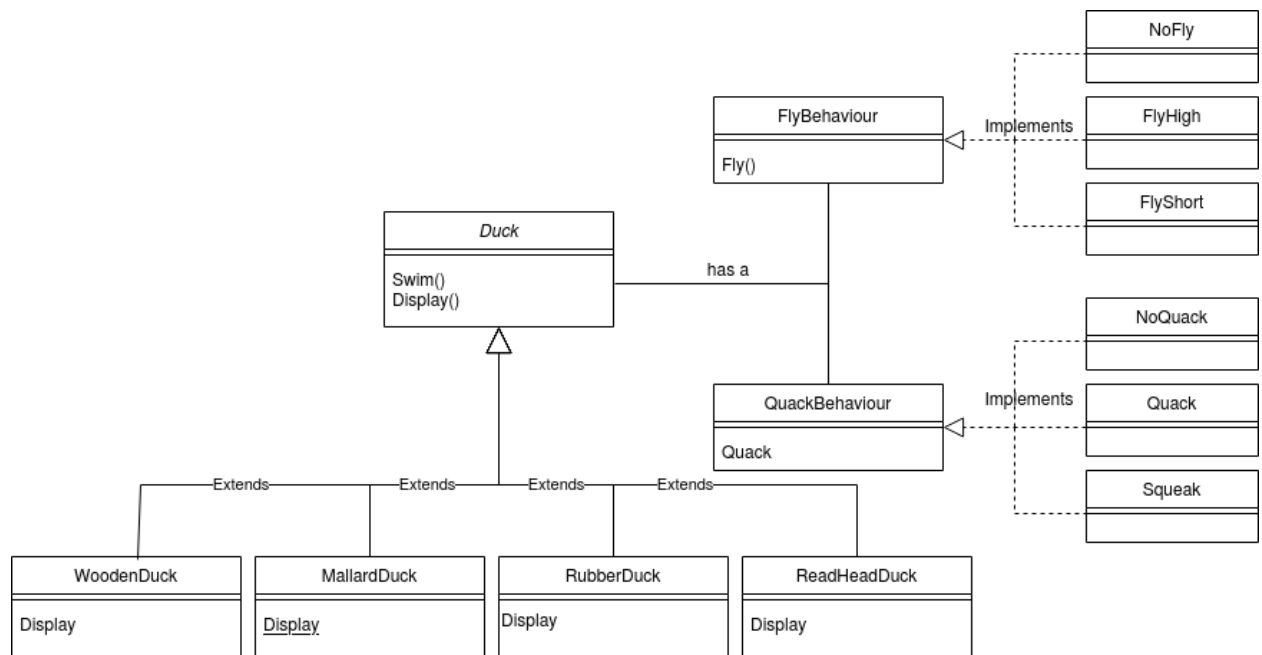 NoFly
FlyBehaviour
Implements
FlyHigh
Fly()
FlyShort
Duck
has a
Swim()
Display()
NoQuack
QuackBehaviour
Implements
Quack
Quack
Squeak
Extends
Extends
Extends
Extends
WoodenDuck
MallardDuck
RubberDuck
ReadHeadDuck
Display
Display
Display
Display